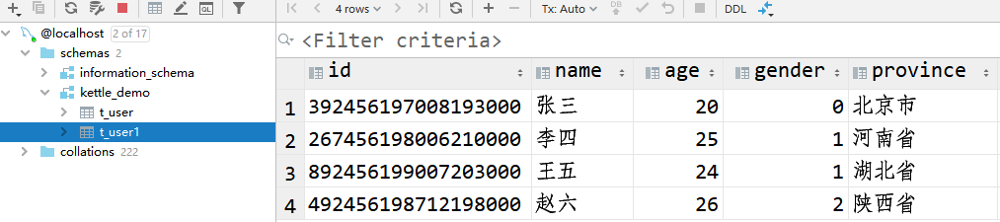 4 rows Tx: Auto DB DDL
@localhost 2 of 17
schemas 2
information_schema
kettle_demo
t_user
t_user1
collations 222
<Filter criteria>
id name age gender province
1 392456197008193000 张三 20 0 北京市
2 267456198006210000 李四 25 1 河南省
3 892456199007203000 王五 24 1 湖北省
4 492456198712198000 赵六 26 2 陕西省